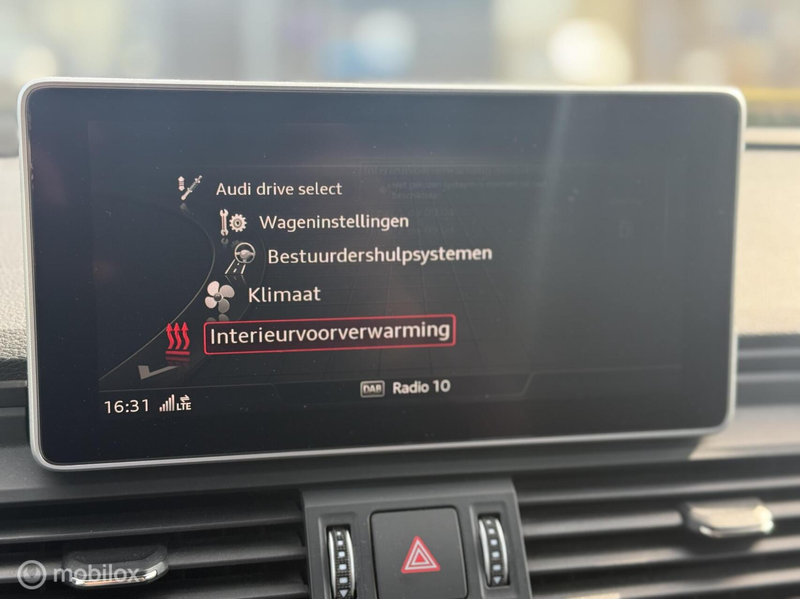 Audi drive select
Wageninstellingen
Bestuurdershulpsystemen
Klimaat
Interieurvoorverwarming
DAB Radio 10
16:31 LTE
mobilox